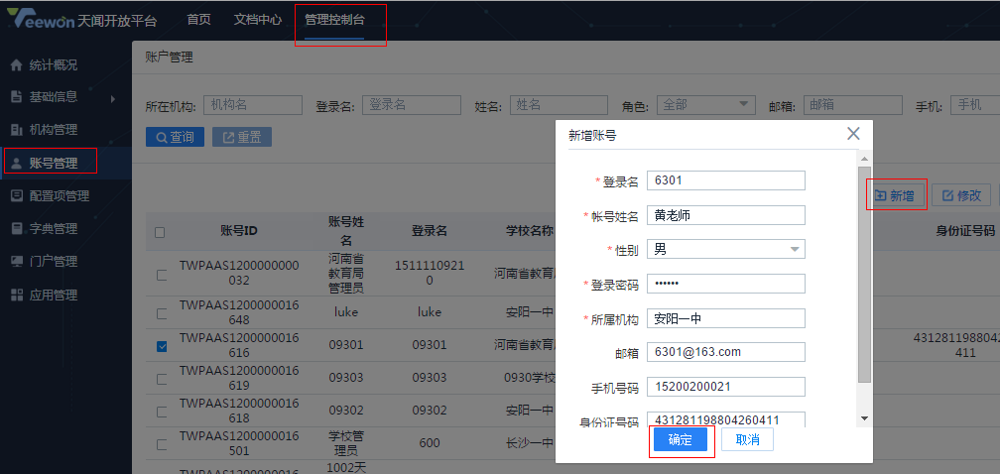 Teewon 天闻开放平台 首页 文档中心 管理控制台
统计概况
基础信息
机构管理
账号管理
配置项管理
字典管理
门户管理
应用管理
账户管理
所在机构: 机构名 登录名: 登录名 姓名: 姓名 角色: 全部 邮箱: 邮箱 手机: 手机
查询 重置
新增 修改
账号ID 账号姓名 登录名 学校名称 身份证号码
TWPAAS1200000000032 河南省教育局管理员 15111109210 河南省教育
TWPAAS1200000016648 luke luke 安阳一中
TWPAAS1200000016616 09301 09301 河南省教育 4312811988042 411
TWPAAS1200000016619 09303 09303 0930学校
TWPAAS1200000016618 09302 09302 安阳一中
TWPAAS1200000016501 学校管理员 600 长沙一中
1002天
新增账号
* 登录名 6301
* 帐号姓名 黄老师
* 性别 男
* 登录密码 ••••••
* 所属机构 安阳一中
邮箱 6301@163.com
手机号码 15200200021
身份证号码 431281198804260411
确定 取消